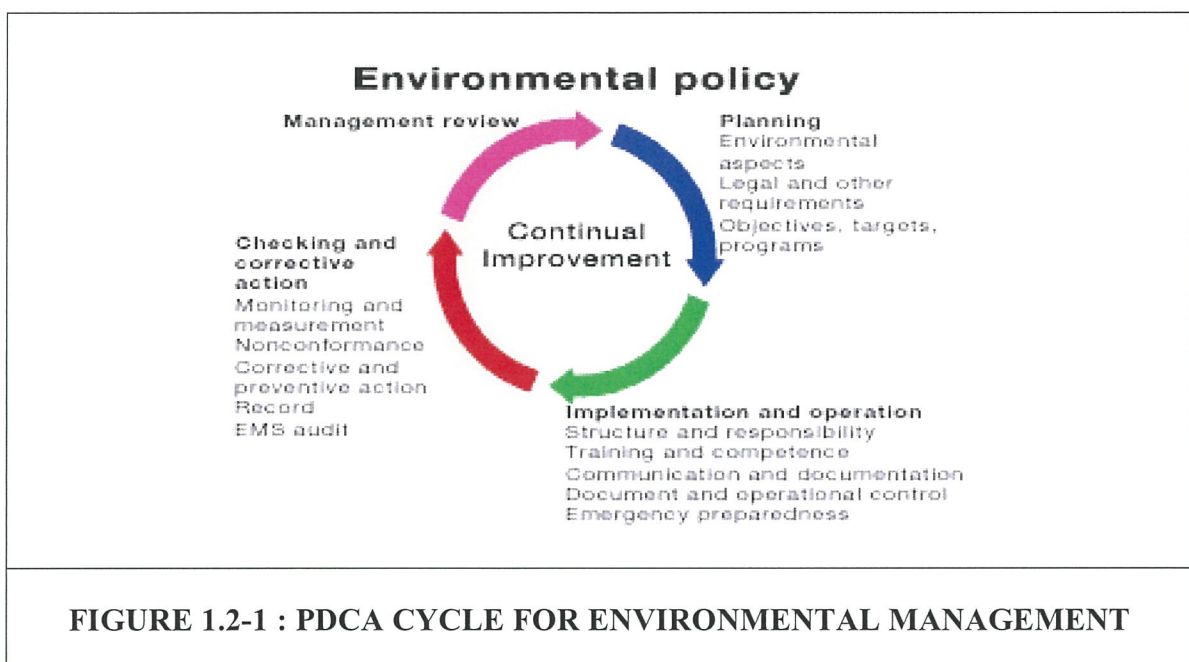 Environmental policy
Management review
Planning
Environmental
aspects
Legal and other
requirements
Objectives, targets,
programs
Continual
Improvement
Checking and
corrective
action
Monitoring and
measurement
Nonconformance
Corrective and
preventive action
Record
EMS audit
Implementation and operation
Structure and responsibility
Training and competence
Communication and documentation
Document and operational control
Emergency preparedness
FIGURE 1.2-1 : PDCA CYCLE FOR ENVIRONMENTAL MANAGEMENT